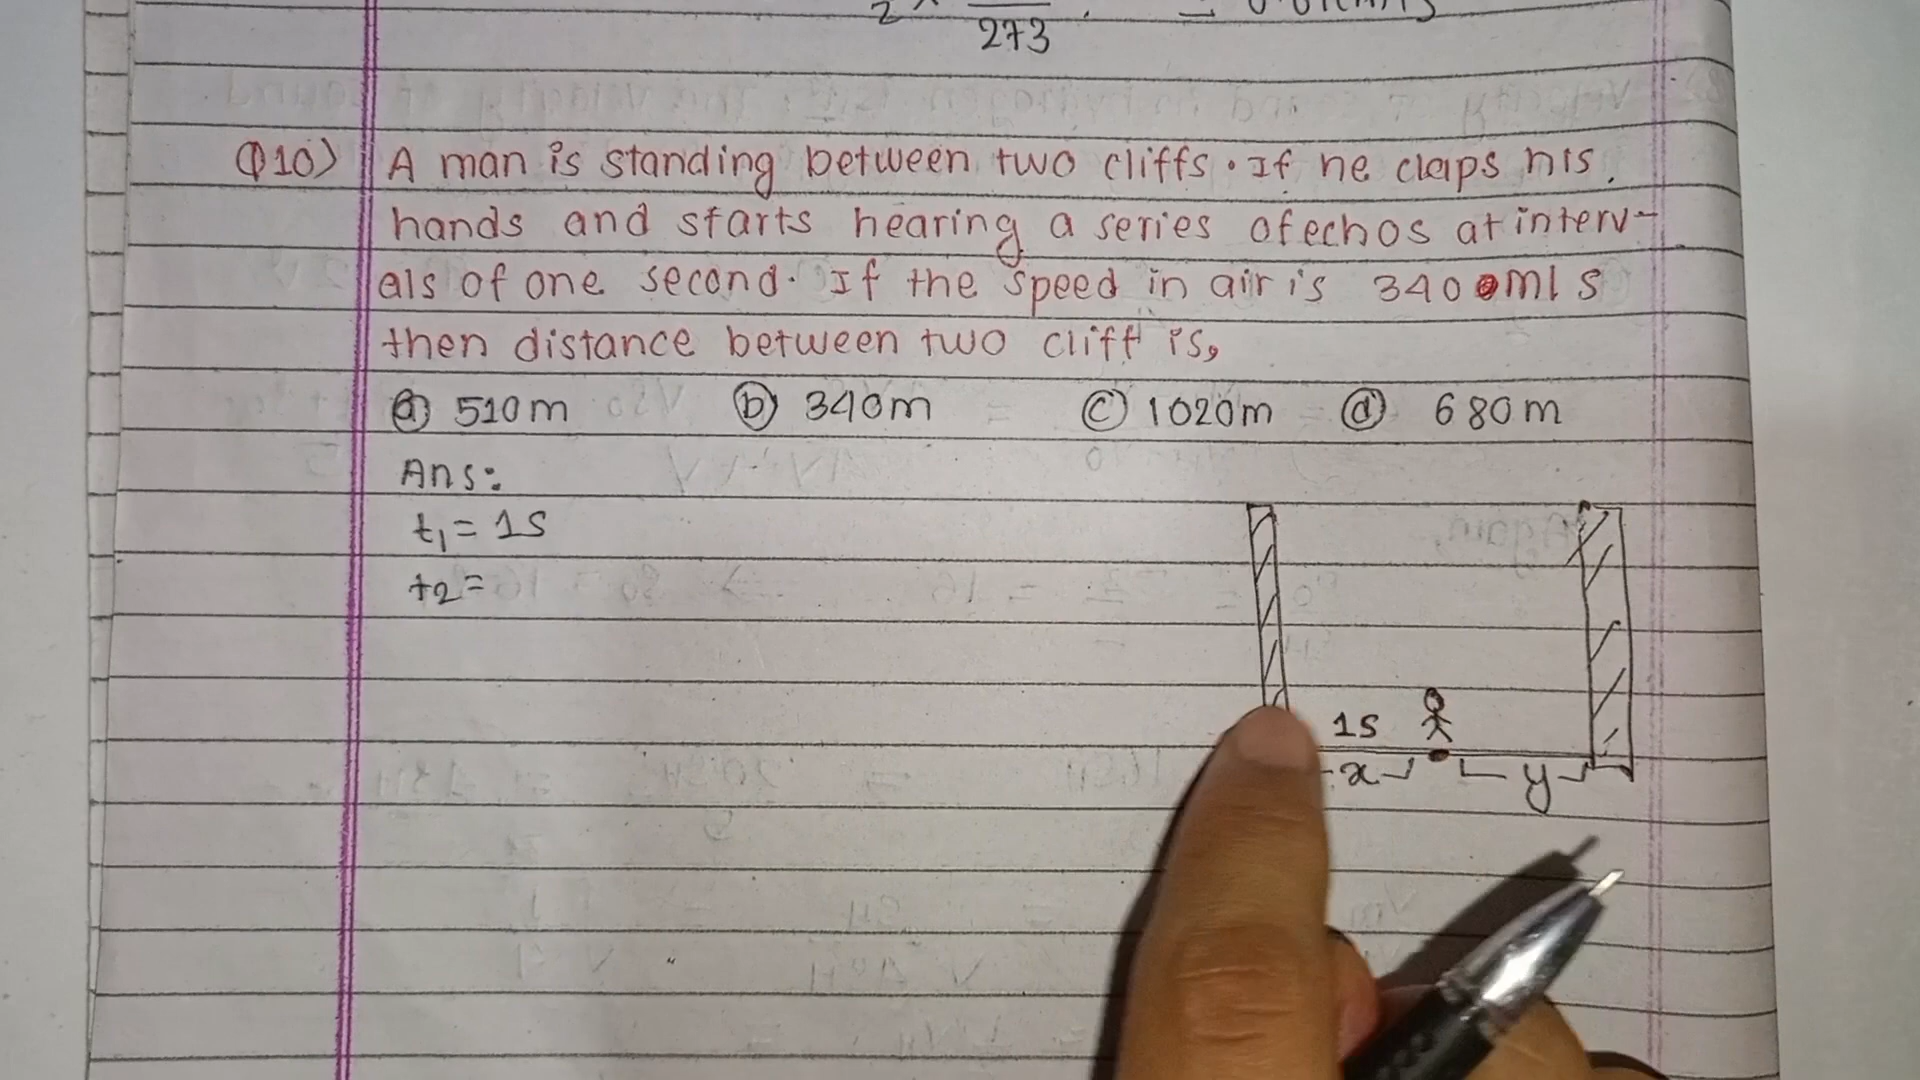 273
Q10) A man is standing between two cliffs. If he claps his
hands and starts hearing a series of echos at interv-
als of one second. If the speed in air is 340 m/s
then distance between two cliff is,
(a) 510m (b) 340m (c) 1020m (d) 680m
Ans:
t1 = 1s
t2 =
1s
x y